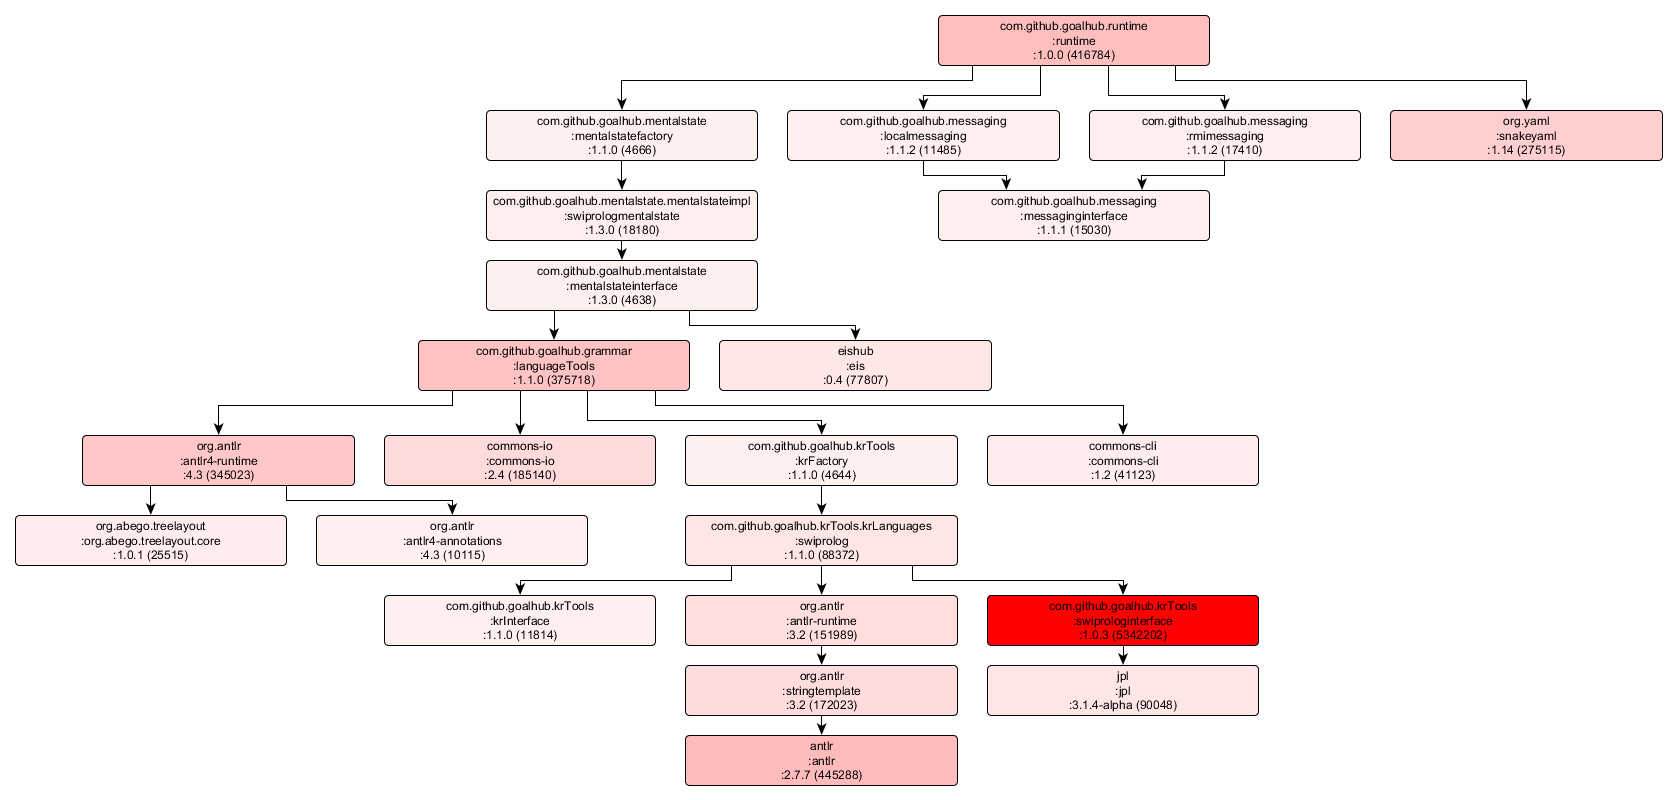 com.github.goalhub.runtime
:runtime
:1.0.0 (416784)
com.github.goalhub.mentalstate
:mentalstatefactory
:1.1.0 (4666)
com.github.goalhub.messaging
:localmessaging
:1.1.2 (11485)
com.github.goalhub.messaging
:rmimessaging
:1.1.2 (17410)
org.yaml
:snakeyaml
:1.14 (275115)
com.github.goalhub.mentalstate.mentalstateimpl
:swiprologmentalstate
:1.3.0 (18180)
com.github.goalhub.messaging
:messaginginterface
:1.1.1 (15030)
com.github.goalhub.mentalstate
:mentalstateinterface
:1.3.0 (4638)
com.github.goalhub.grammar
:languageTools
:1.1.0 (375718)
eishub
:eis
:0.4 (77807)
org.antlr
:antlr4-runtime
:4.3 (345023)
commons-io
:commons-io
:2.4 (185140)
com.github.goalhub.krTools
:krFactory
:1.1.0 (4644)
commons-cli
:commons-cli
:1.2 (41123)
org.abego.treelayout
:org.abego.treelayout.core
:1.0.1 (25515)
org.antlr
:antlr4-annotations
:4.3 (10115)
com.github.goalhub.krTools.krLanguages
:swiprolog
:1.1.0 (88372)
com.github.goalhub.krTools
:krInterface
:1.1.0 (11814)
org.antlr
:antlr-runtime
:3.2 (151989)
com.github.goalhub.krTools
:swiprologinterface
:1.0.3 (5342202)
org.antlr
:stringtemplate
:3.2 (172023)
jpl
:jpl
:3.1.4-alpha (90048)
antlr
:antlr
:2.7.7 (445288)